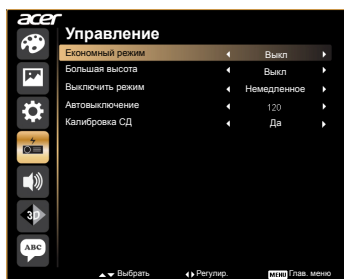 acer
Управление
Економный режим Выкл
Большая высота Выкл
Выключить режим Немедленное
Автовыключение 120
Калибровка СД Да
3D
ABC
Выбрать Регулир. MENU Глав. меню